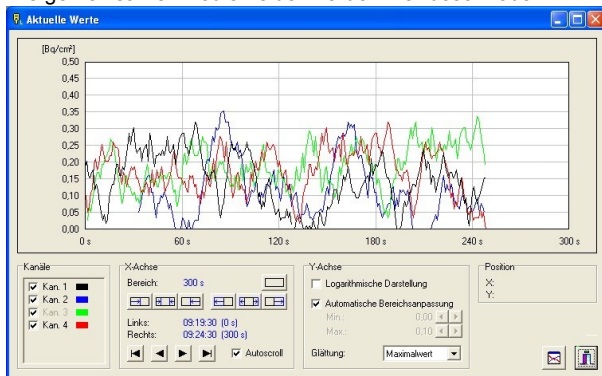 Aktuelle Werte
[Bq/cm²]
0,50
0,45
0,40
0,35
0,30
0,25
0,20
0,15
0,10
0,05
0,00
0 s 60 s 120 s 180 s 240 s 300 s
Kanäle
Kan. 1
Kan. 2
Kan. 3
Kan. 4
X-Achse
Bereich: 300 s
Links: 09:19:30 (0 s)
Rechts: 09:24:30 (300 s)
Autoscroll
Y-Achse
Logarithmische Darstellung
Automatische Bereichsanpassung
Min.: 0,00
Max.: 0,10
Glättung: Maximalwert
Position
X:
Y: